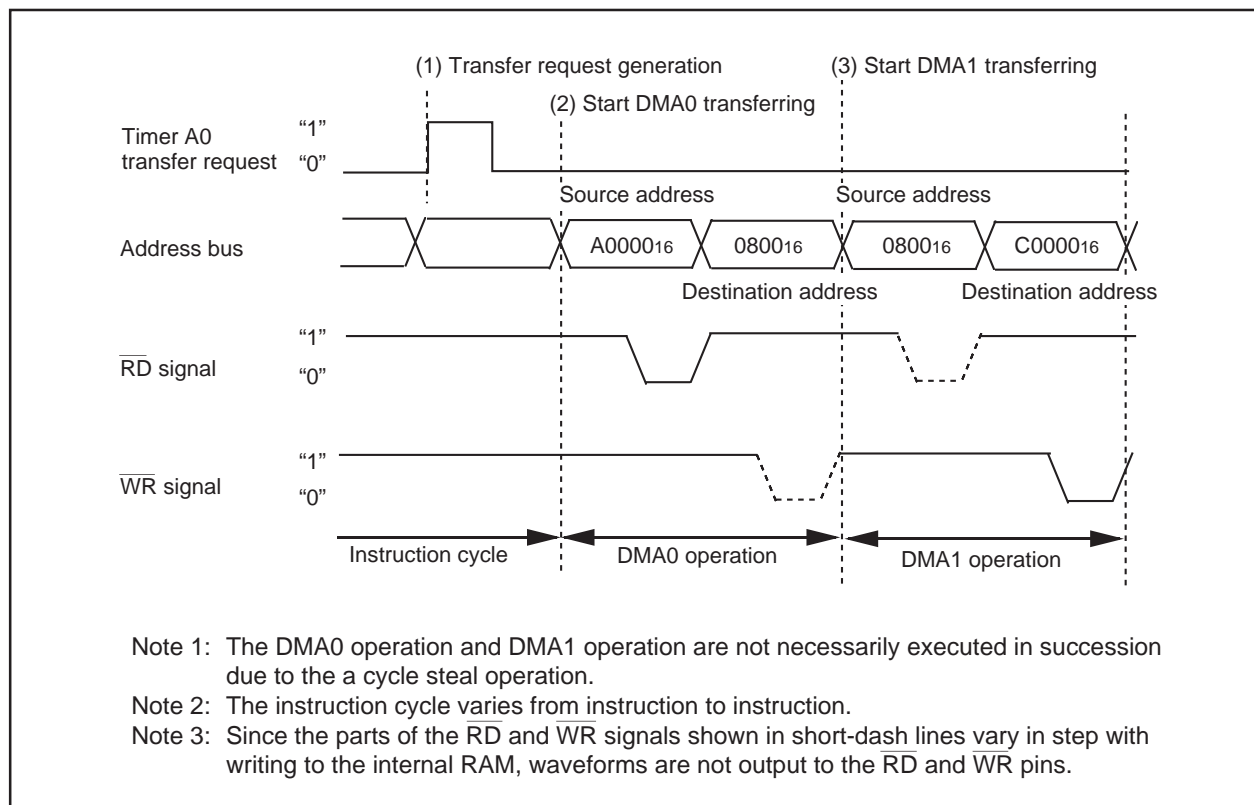 (1) Transfer request generation
(3) Start DMA1 transferring
(2) Start DMA0 transferring
Timer A0
transfer request
“1”
“0”
Source address
Source address
Address bus
A000016
080016
080016
C000016
Destination address
Destination address
RD signal
“1”
“0”
WR signal
“1”
“0”
Instruction cycle
DMA0 operation
DMA1 operation
Note 1: The DMA0 operation and DMA1 operation are not necessarily executed in succession
due to the a cycle steal operation.
Note 2: The instruction cycle varies from instruction to instruction.
Note 3: Since the parts of the RD and WR signals shown in short-dash lines vary in step with
writing to the internal RAM, waveforms are not output to the RD and WR pins.